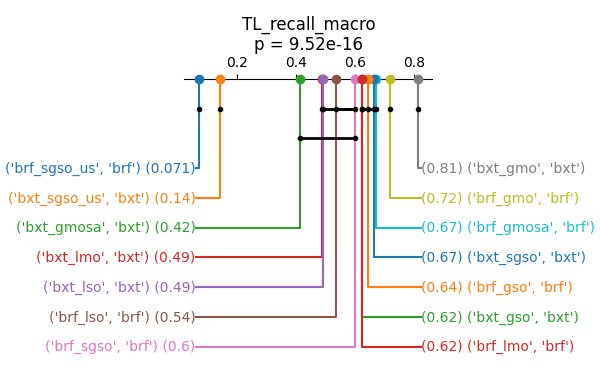 TL_recall_macro
p = 9.52e-16
0.2 0.4 0.6 0.8
('brf_sgso_us', 'brf') (0.071) (0.81) ('bxt_gmo', 'bxt')
('bxt_sgso_us', 'bxt') (0.14) (0.72) ('brf_gmo', 'brf')
('bxt_gmosa', 'bxt') (0.42) (0.67) ('brf_gmosa', 'brf')
('bxt_lmo', 'bxt') (0.49) (0.67) ('bxt_sgso', 'bxt')
('bxt_lso', 'bxt') (0.49) (0.64) ('brf_gso', 'brf')
('brf_lso', 'brf') (0.54) (0.62) ('bxt_gso', 'bxt')
('brf_sgso', 'brf') (0.6) (0.62) ('brf_lmo', 'brf')